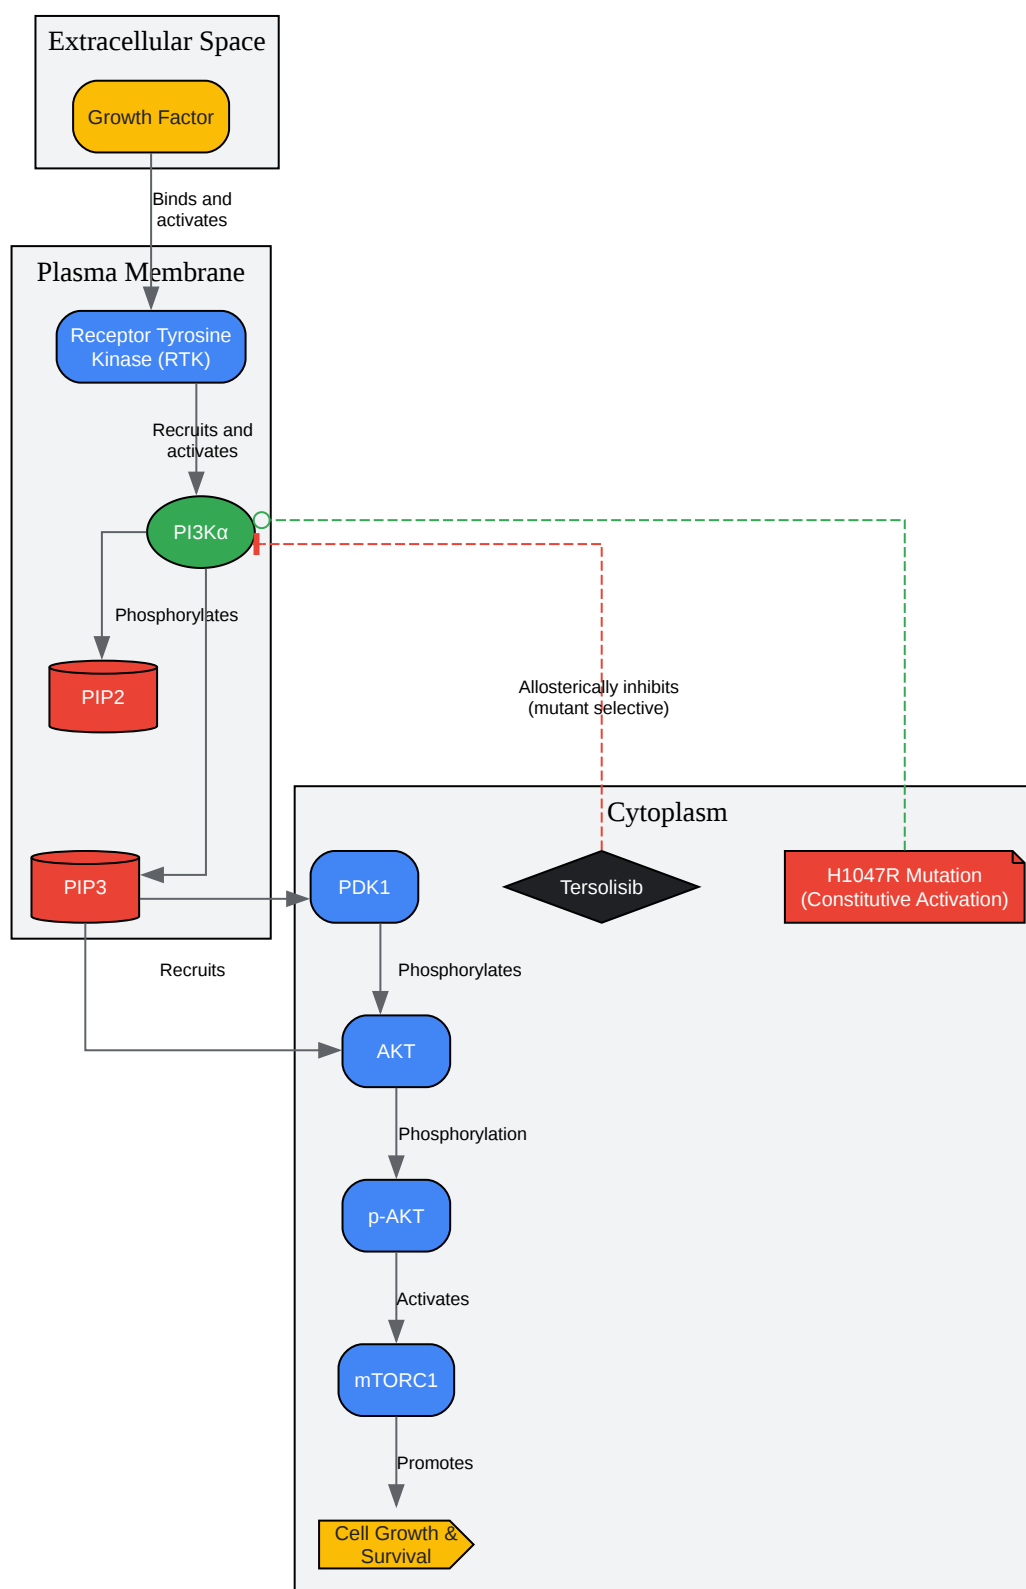 Extracellular Space
Growth Factor
Binds and
activates
Plasma Membrane
Receptor Tyrosine
Kinase (RTK)
Recruits and
activates
PI3Kα
Phosphorylates
PIP2
Allosterically inhibits
(mutant selective)
Cytoplasm
PIP3
PDK1
Tersolisib
H1047R Mutation
(Constitutive Activation)
Recruits
Phosphorylates
AKT
Phosphorylation
p-AKT
Activates
mTORC1
Promotes
Cell Growth &
Survival